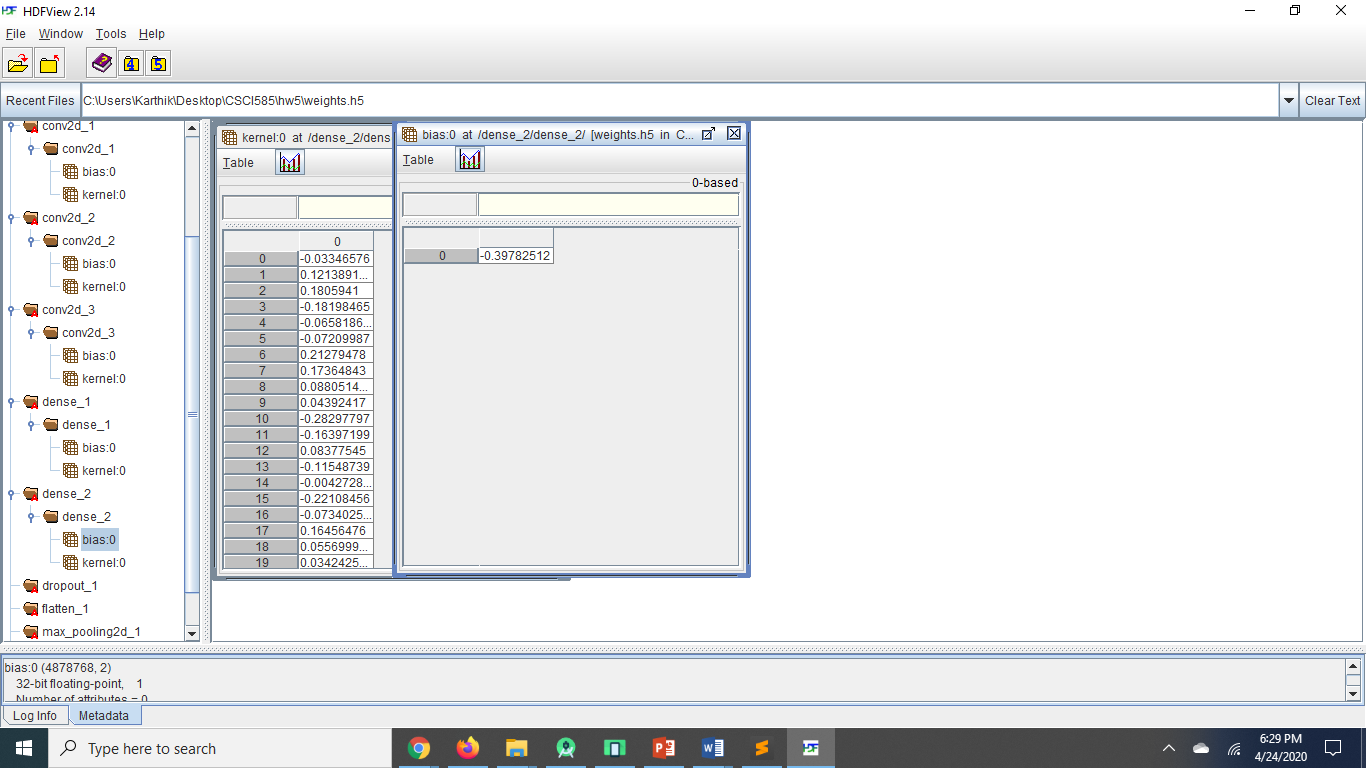 HDFView 2.14
File Window Tools Help
4 5
Recent Files C:\Users\Karthik\Desktop\CSCI585\hw5\weights.h5 Clear Text
conv2d_1
conv2d_1
bias:0
kernel:0
conv2d_2
conv2d_2
bias:0
kernel:0
conv2d_3
conv2d_3
bias:0
kernel:0
dense_1
dense_1
bias:0
kernel:0
dense_2
dense_2
bias:0
kernel:0
dropout_1
flatten_1
max_pooling2d_1
kernel:0 at /dense_2/dens
Table
0
0 -0.03346576
1 0.1213891...
2 0.1805941
3 -0.18198465
4 -0.0658186...
5 -0.07209987
6 0.21279478
7 0.17364843
8 0.0880514...
9 0.04392417
10 -0.28297797
11 -0.16397199
12 0.08377545
13 -0.11548739
14 -0.0042728...
15 -0.22108456
16 -0.0734025...
17 0.16456476
18 0.0556999...
19 0.0342425...
bias:0 at /dense_2/dense_2/ [weights.h5 in C...
Table
0-based
0 -0.39782512
bias:0 (4878768, 2)
32-bit floating-point, 1
Number of attributes = 0
Log Info Metadata
Type here to search
6:29 PM
4/24/2020